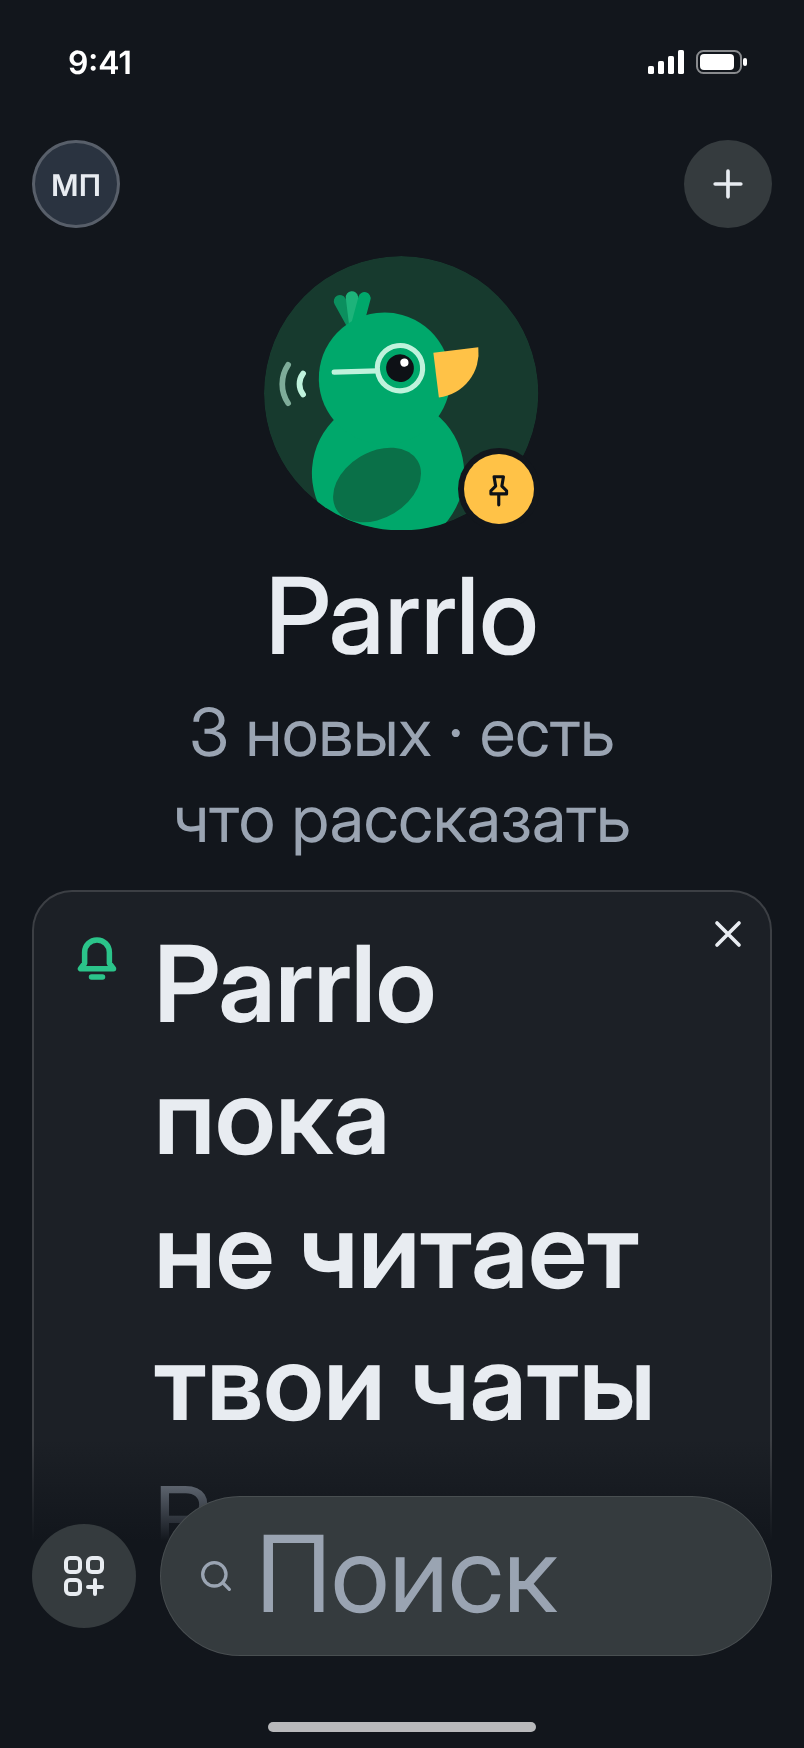 9:41
МП
Parrlo
3 новых · есть
что рассказать
Parrlo
пока
не читает
твои чаты
Поиск